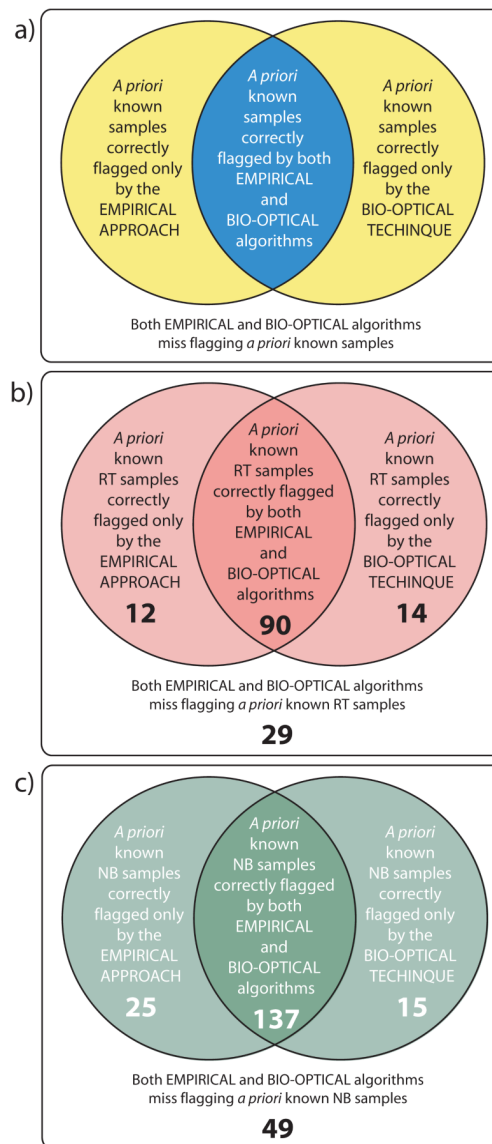 a)
A priori
known
samples
correctly
flagged only
by the
EMPIRICAL
APPROACH
A priori
known
samples
correctly
flagged by both
EMPIRICAL
and
BIO-OPTICAL
algorithms
A priori
known
samples
correctly
flagged only
by the
BIO-OPTICAL
TECHINQUE
Both EMPIRICAL and BIO-OPTICAL algorithms
miss flagging a priori known samples
b)
A priori
known
RT samples
correctly
flagged only
by the
EMPIRICAL
APPROACH
12
A priori
known
RT samples
correctly flagged
by both
EMPIRICAL
and
BIO-OPTICAL
algorithms
90
A priori
known
RT samples
correctly
flagged only
by the
BIO-OPTICAL
TECHINQUE
14
Both EMPIRICAL and BIO-OPTICAL algorithms
miss flagging a priori known RT samples
29
c)
A priori
known
NB samples
correctly
flagged only
by the
EMPIRICAL
APPROACH
25
A priori
known
NB samples
correctly flagged
by both
EMPIRICAL
and
BIO-OPTICAL
algorithms
137
A priori
known
NB samples
correctly
flagged only
by the
BIO-OPTICAL
TECHINQUE
15
Both EMPIRICAL and BIO-OPTICAL algorithms
miss flagging a priori known NB samples
49